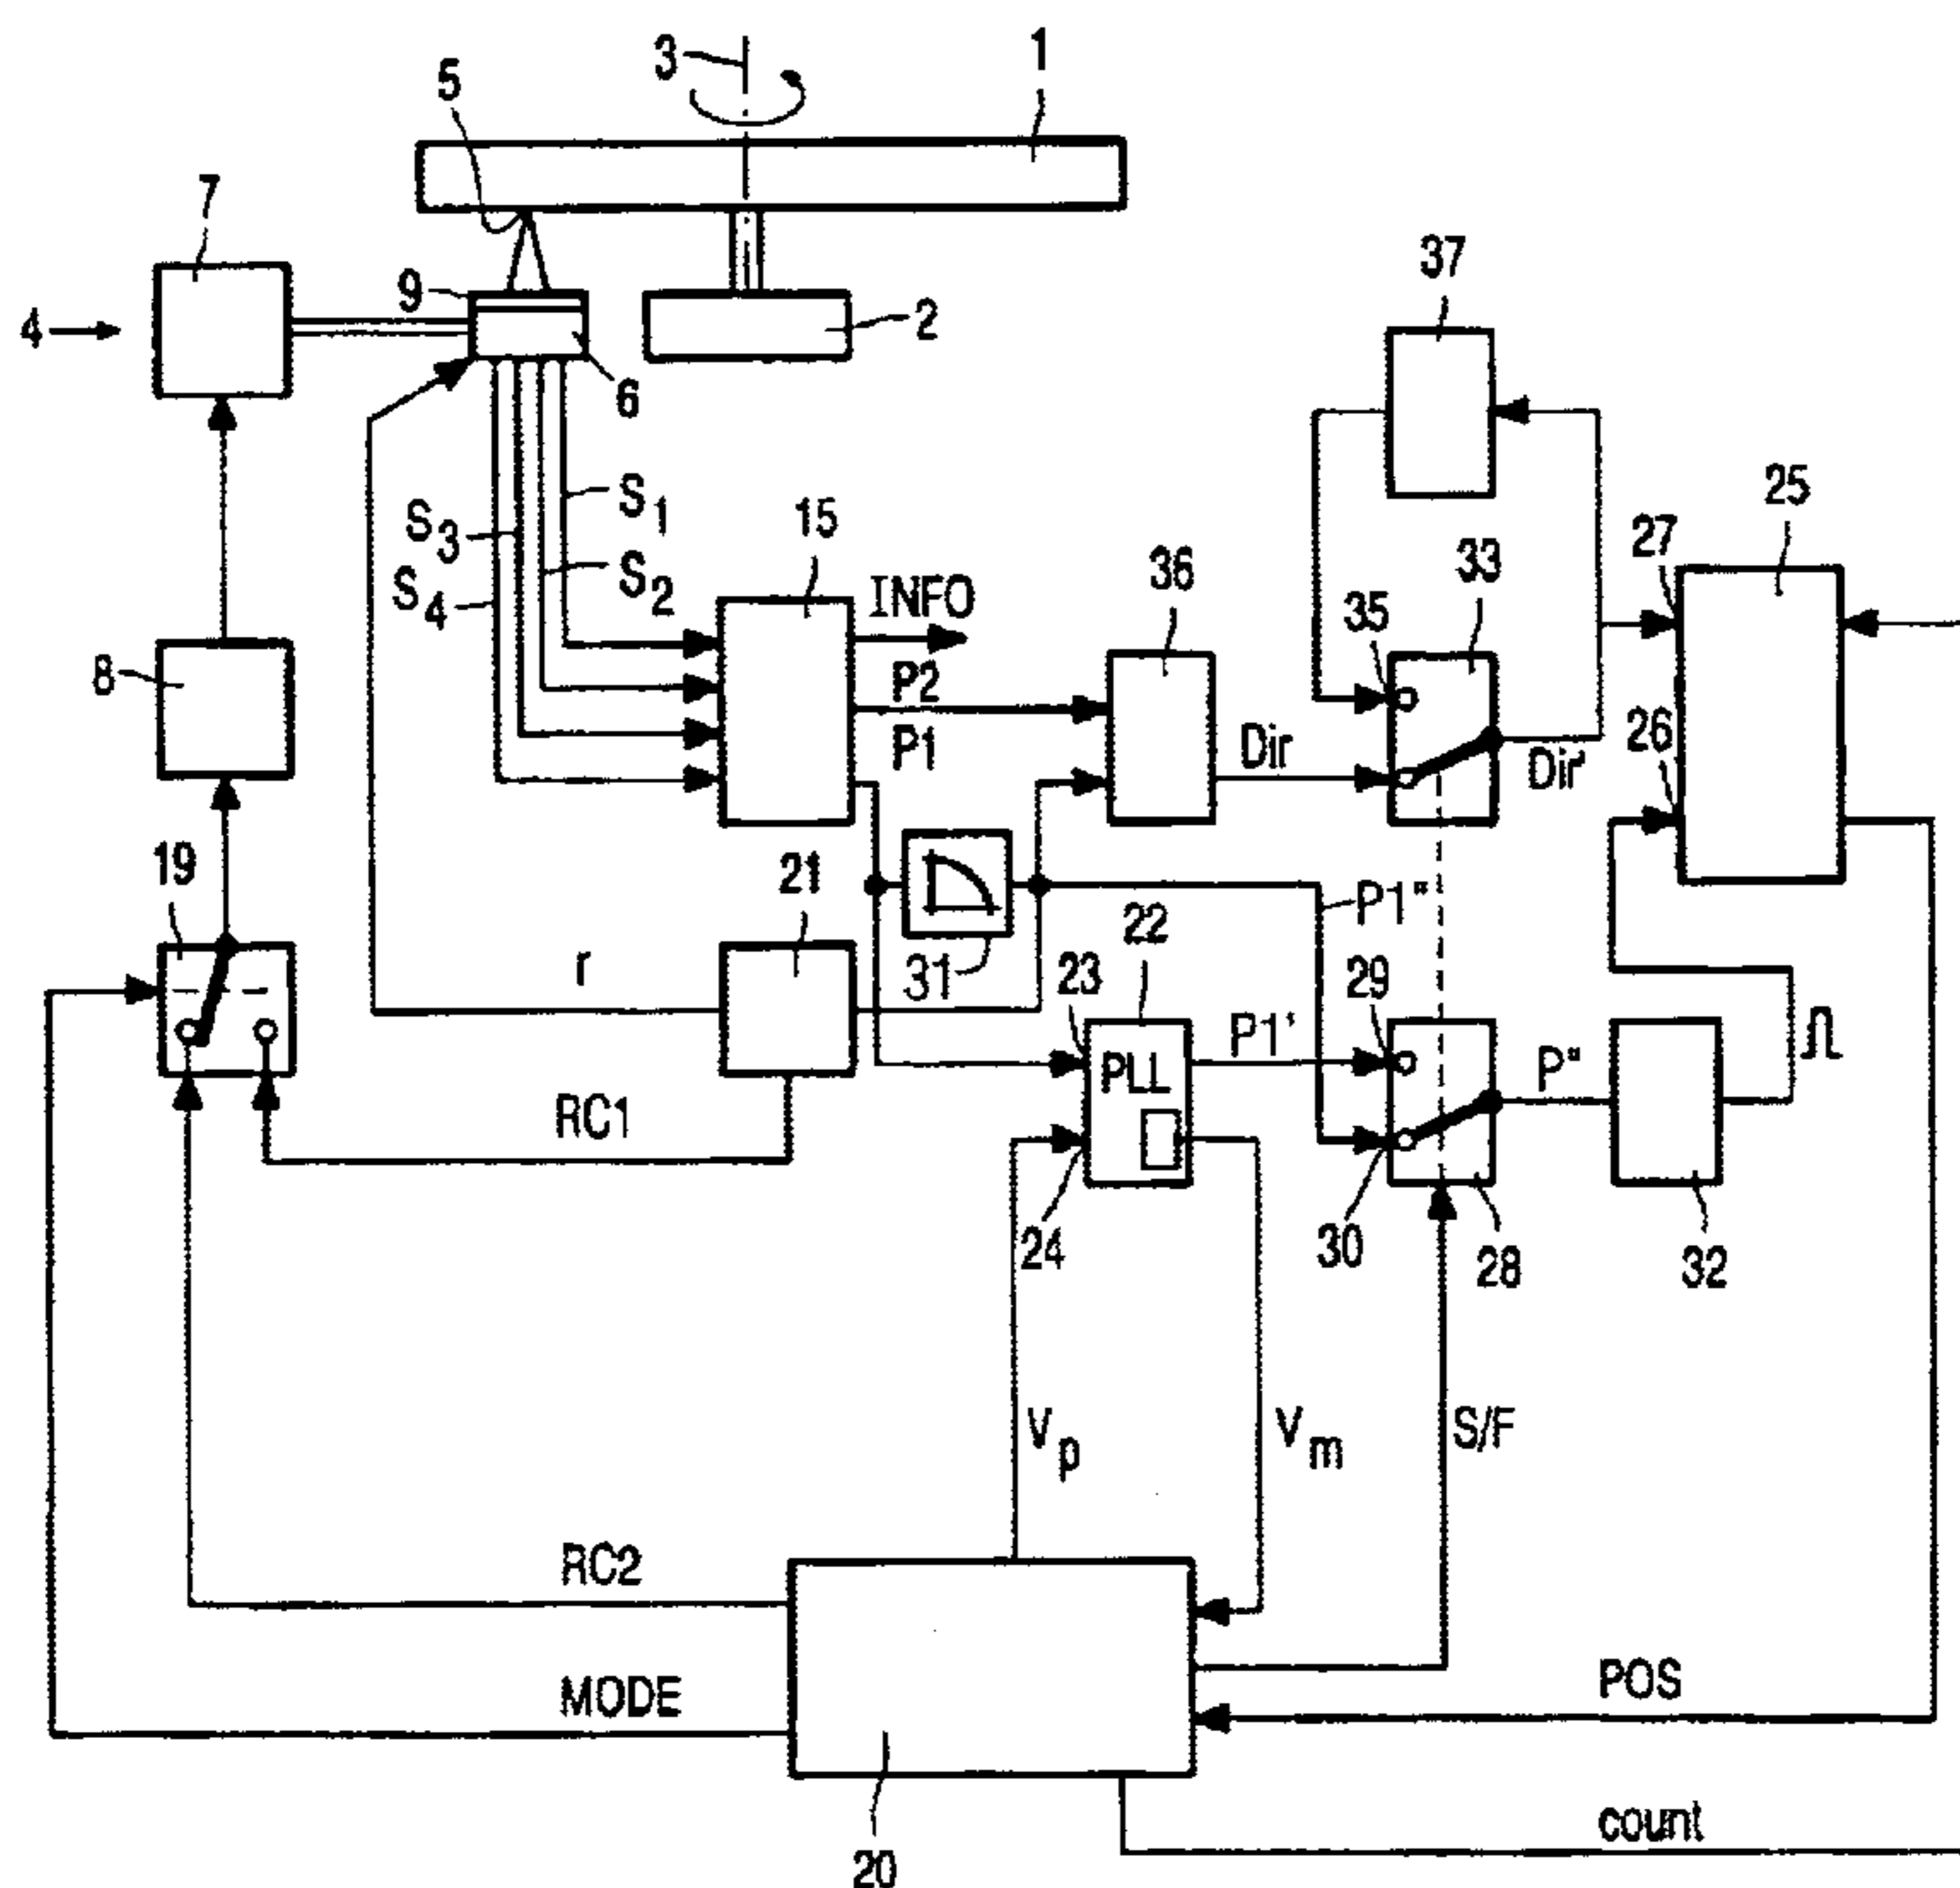 3
1
5
7
37
9
4
2
6
25
S1
15
S3
27
33
36
S2
INFO
S4
35
8
P2
26
P1
Dir
Dir'
19
21
P1"
22
31
23
29
r
P1'
PLL
P"
RC1
24
30
28
32
Vp
Vm
S/F
RC2
POS
MODE
count
20